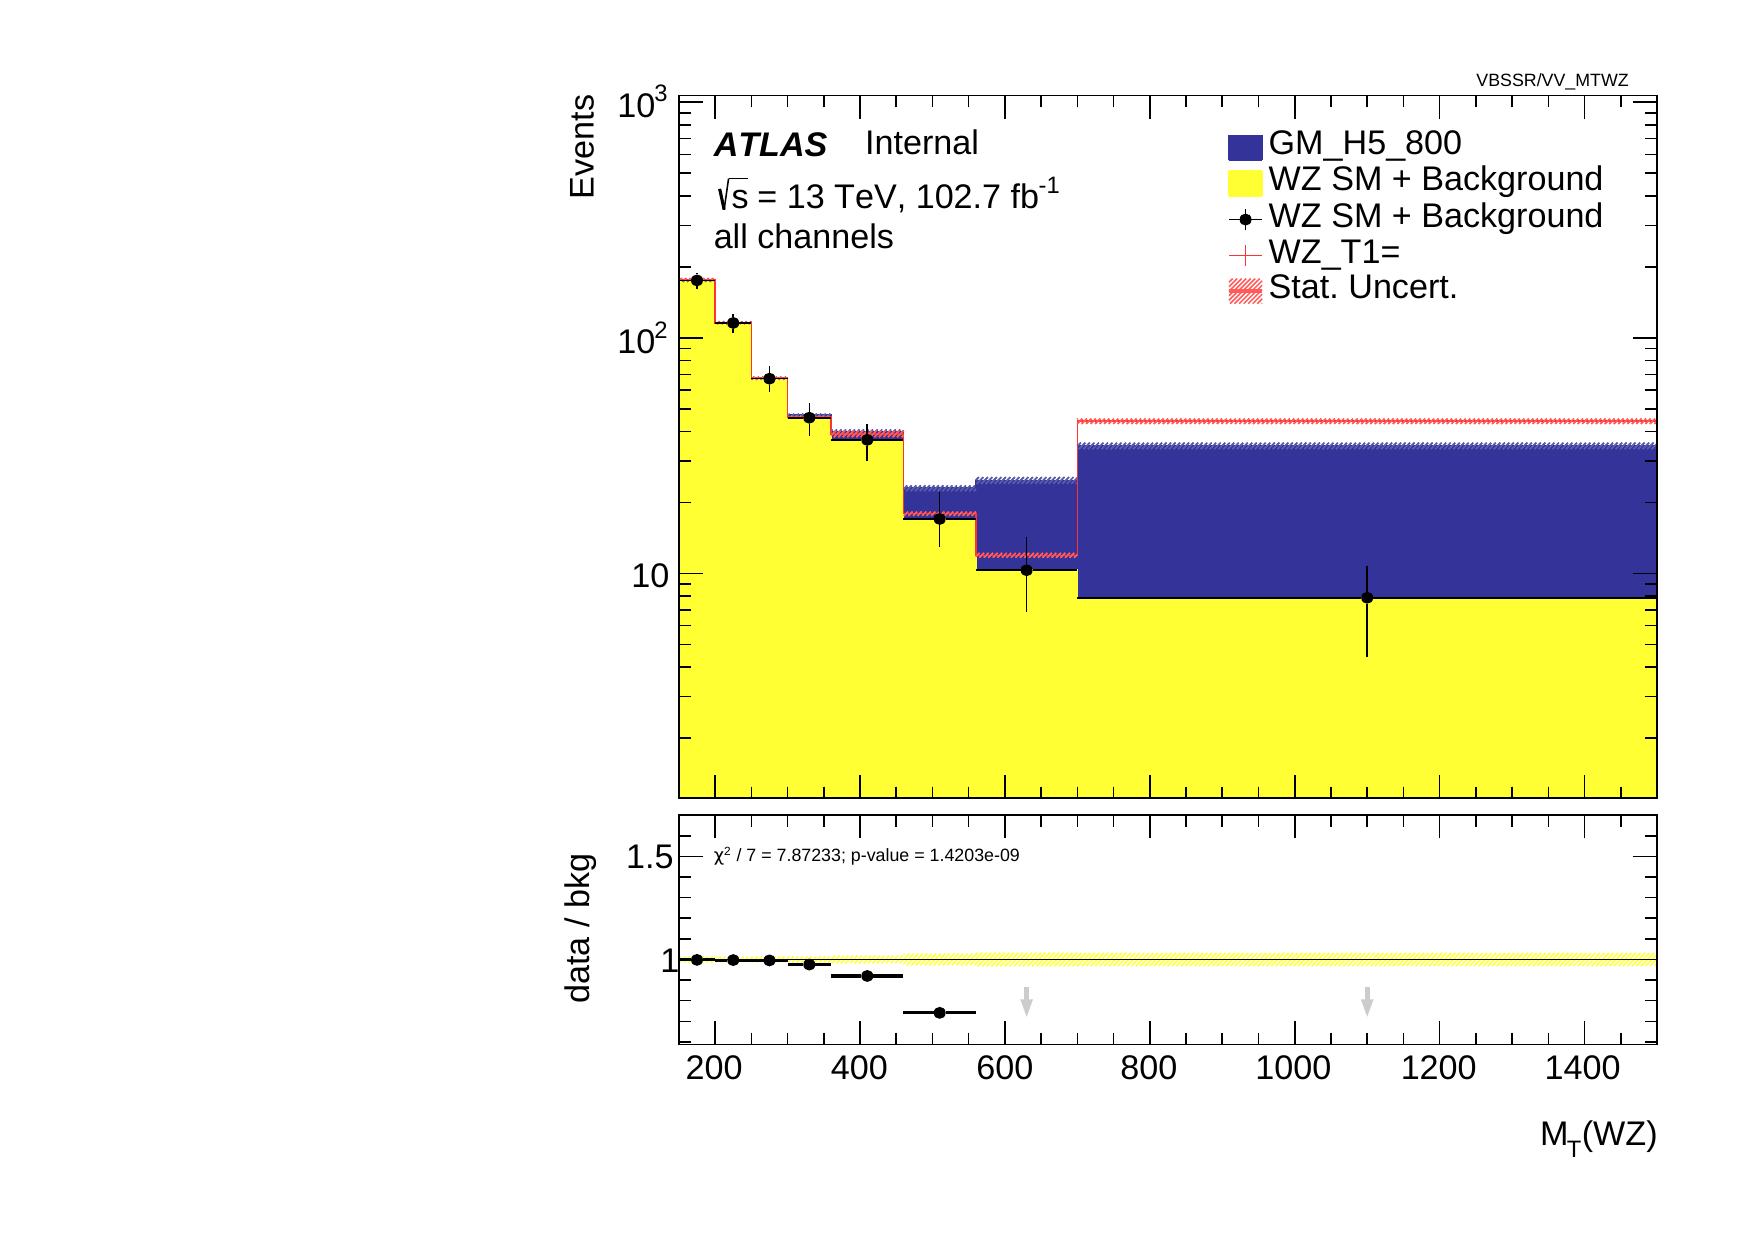 VBSSR/VV_MTWZ
Events
10³
10²
10
ATLAS Internal
√s = 13 TeV, 102.7 fb⁻¹
all channels
GM_H5_800
WZ SM + Background
WZ SM + Background
WZ_T1=
Stat. Uncert.
data / bkg
1.5
1
χ² / 7 = 7.87233; p-value = 1.4203e-09
200 400 600 800 1000 1200 1400
M_T(WZ)